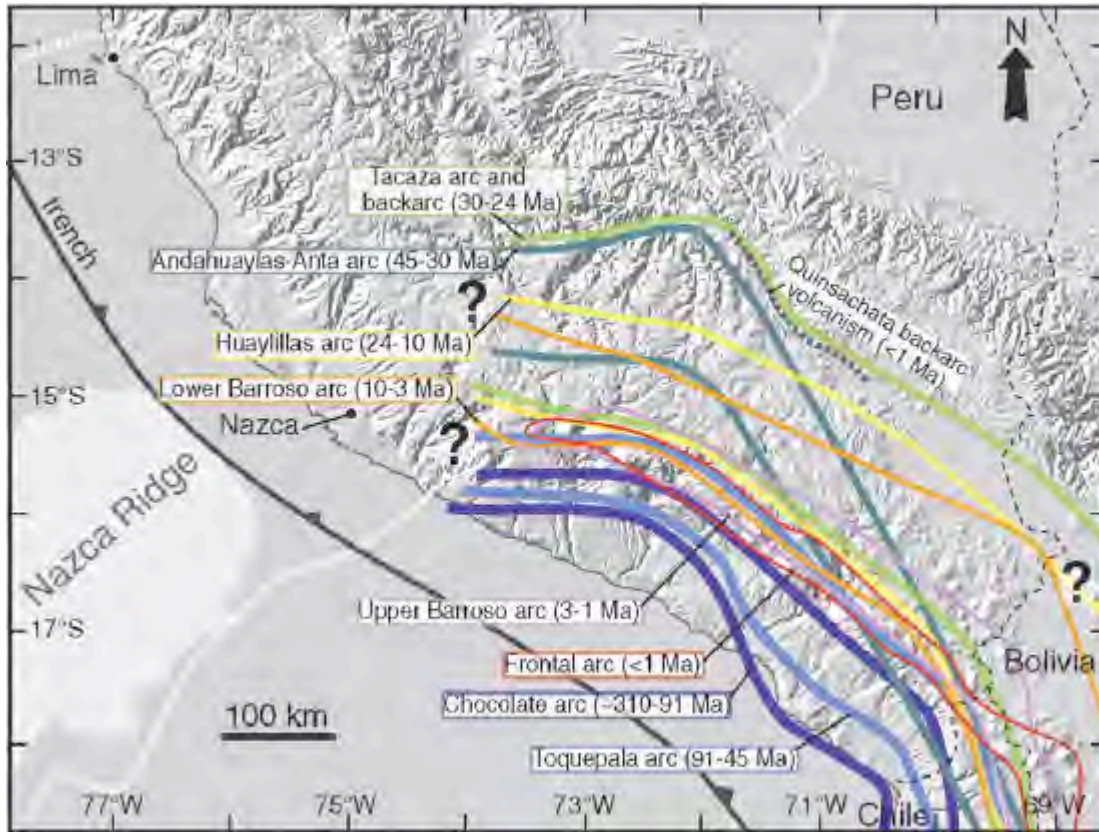 N
Lima
Peru
13°S
Tacaza arc and
backarc (30-24 Ma)
Trench
Andahuaylas-Anta arc (45-30 Ma)
?
Quinsachata backarc
volcanism (<1 Ma)
Huaylillas arc (24-10 Ma)
Lower Barroso arc (10-3 Ma)
15°S
Nazca
?
Nazca Ridge
?
Upper Barroso arc (3-1 Ma)
17°S
Bolivia
Frontal arc (<1 Ma)
Chocolate arc (~310-91 Ma)
100 km
Toquepala arc (91-45 Ma)
77°W
75°W
73°W
71°W
Chile
69°W